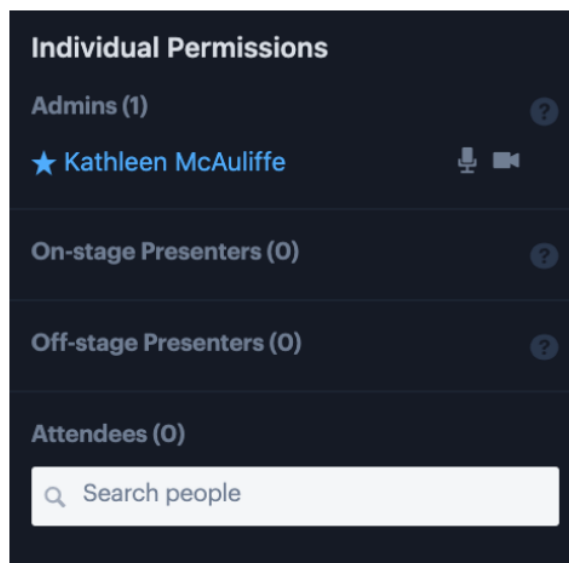 Individual Permissions
Admins (1)
?
★ Kathleen McAuliffe
On-stage Presenters (0)
?
Off-stage Presenters (0)
?
Attendees (0)
Search people